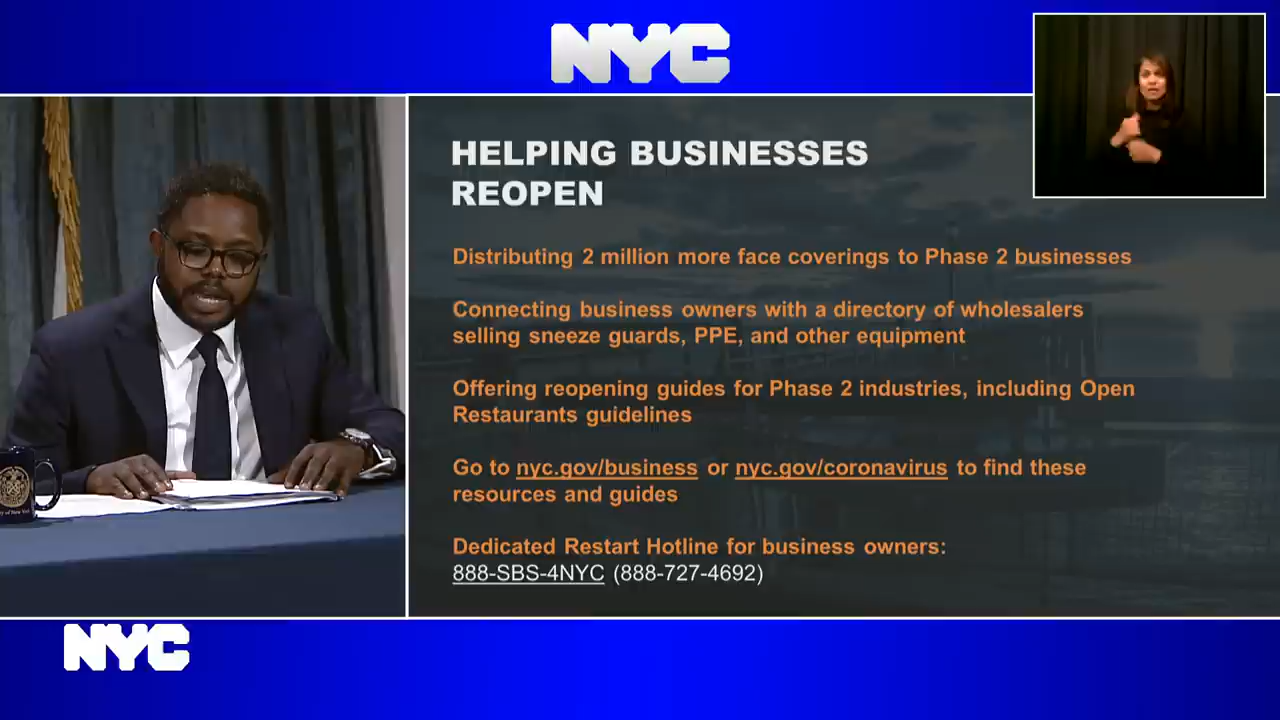 NYC
HELPING BUSINESSES
REOPEN
Distributing 2 million more face coverings to Phase 2 businesses
Connecting business owners with a directory of wholesalers
selling sneeze guards, PPE, and other equipment
Offering reopening guides for Phase 2 industries, including Open
Restaurants guidelines
Go to nyc.gov/business or nyc.gov/coronavirus to find these
resources and guides
Dedicated Restart Hotline for business owners:
888-SBS-4NYC (888-727-4692)
NYC